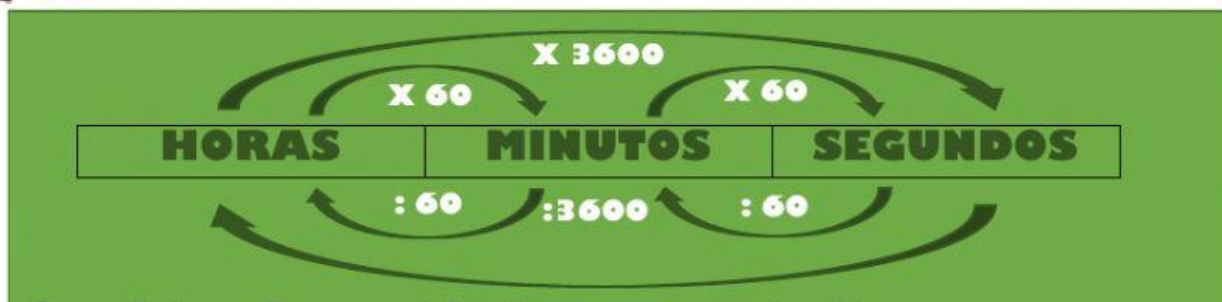 X 3600
X 60 X 60
HORAS MINUTOS SEGUNDOS
: 60 :3600 : 60